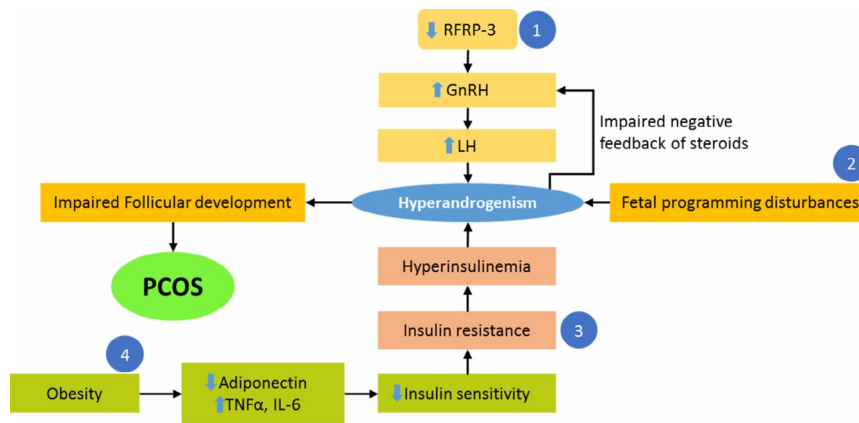 RFRP-3
1
GnRH
Impaired negative
feedback of steroids
LH
2
Impaired Follicular development
Hyperandrogenism
Fetal programming disturbances
PCOS
Hyperinsulinemia
Insulin resistance
3
4
Obesity
Adiponectin
TNFα, IL-6
Insulin sensitivity